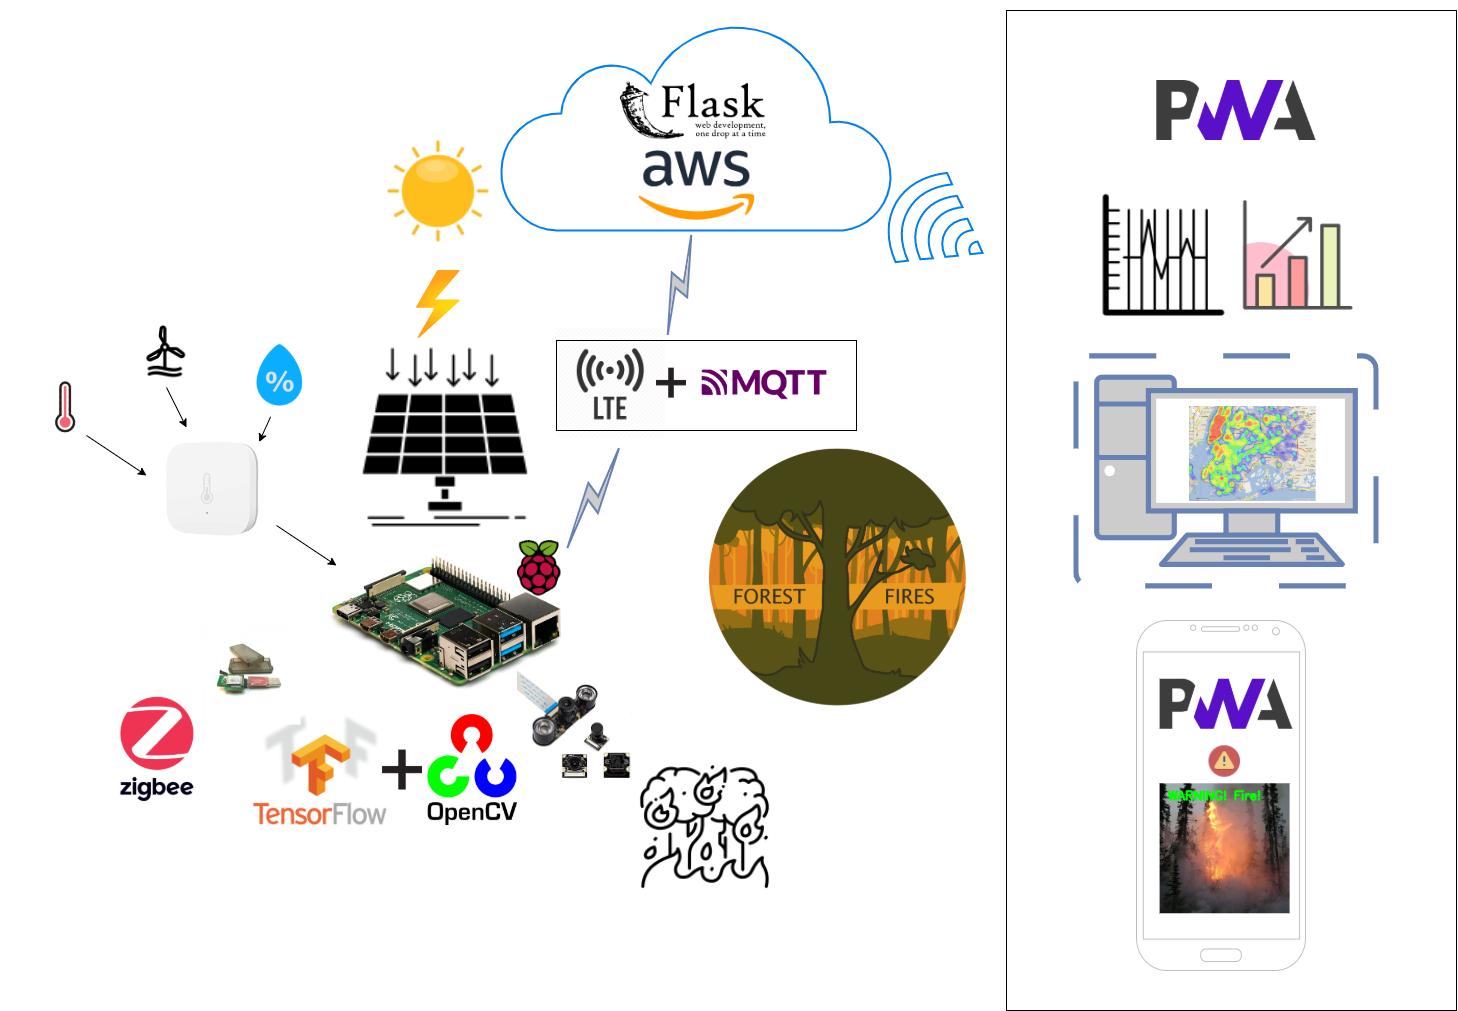 Flask
web development,
one drop at a time
aws
PWA
%
LTE
+
MQTT
FOREST
FIRES
zigbee
TensorFlow
+
OpenCV
PWA
WARNING! Fire!